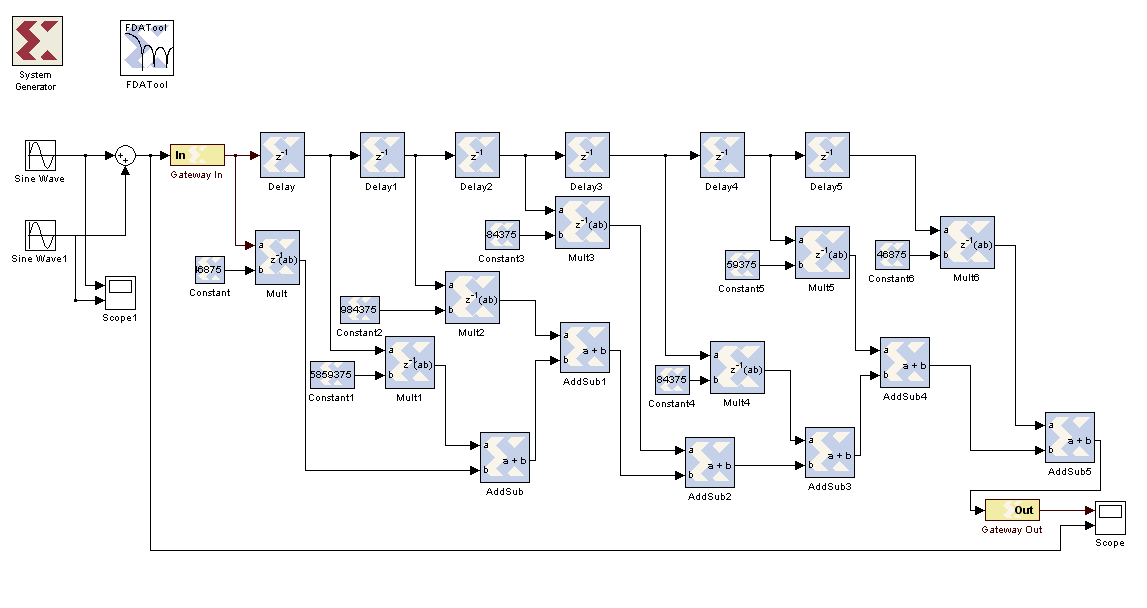 FDATool
System
Generator
FDATool
In
z-1
z-1
z-1
z-1
z-1
z-1
Sine Wave
Gateway In
Delay
Delay1
Delay2
Delay3
Delay4
Delay5
a
b
z-1(ab)
84375
Constant3
Mult3
Sine Wave1
a
b
z-1(ab)
46875
Constant6
Mult6
a
b
z-1(ab)
59375
Constant5
Mult5
a
b
z-1(ab)
6875
Constant
Mult
Scope1
a
b
z-1(ab)
984375
Constant2
Mult2
a
b
a + b
AddSub1
a
b
z-1(ab)
5859375
Constant1
Mult1
a
b
z-1(ab)
84375
Constant4
Mult4
a
b
a + b
AddSub4
a
b
a + b
AddSub
a
b
a + b
AddSub2
a
b
a + b
AddSub3
a
b
a + b
AddSub5
Out
Gateway Out
Scope